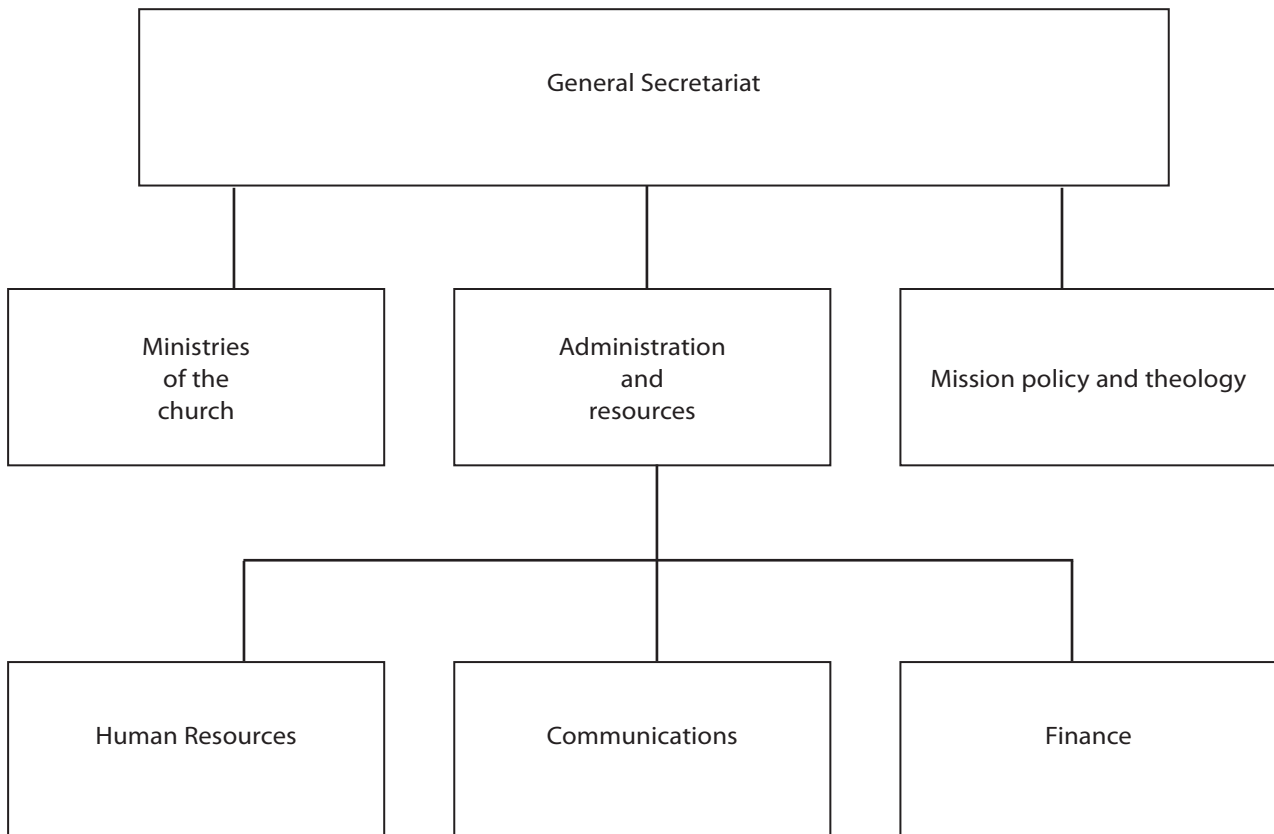 General Secretariat
Ministries
of the
church
Administration
and
resources
Mission policy and theology
Human Resources
Communications
Finance